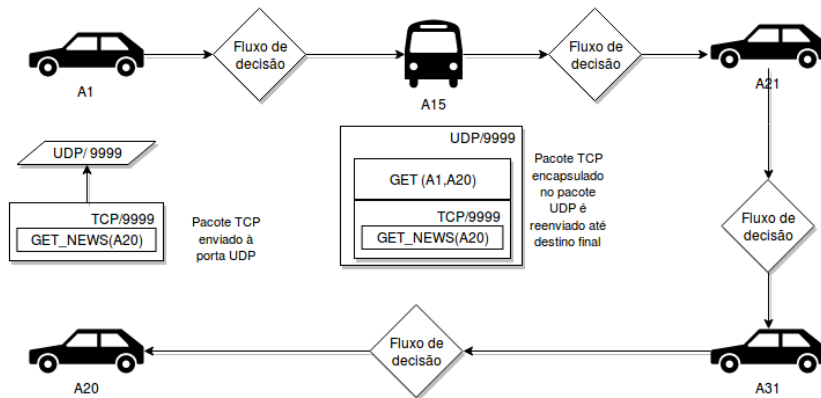 Fluxo de
decisão
Fluxo de
decisão
A1
A15
A21
UDP/ 9999
TCP/9999
GET_NEWS(A20)
Pacote TCP
enviado à
porta UDP
UDP/9999
GET (A1,A20)
TCP/9999
GET_NEWS(A20)
Pacote TCP
encapsulado
no pacote
UDP é
reenviado até
destino final
Fluxo de
decisão
Fluxo de
decisão
A20
A31